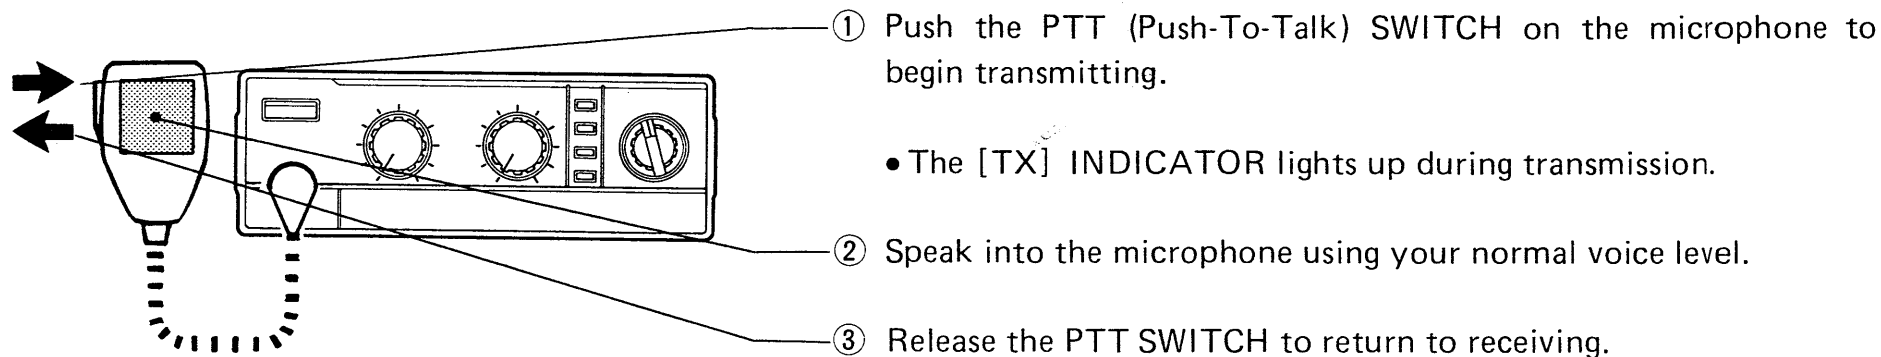 ① Push the PTT (Push-To-Talk) SWITCH on the microphone to
begin transmitting.
• The [TX] INDICATOR lights up during transmission.
② Speak into the microphone using your normal voice level.
③ Release the PTT SWITCH to return to receiving.